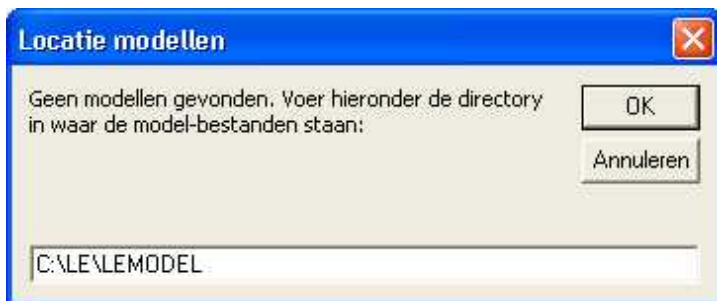 Locatie modellen
Geen modellen gevonden. Voer hieronder de directory
in waar de model-bestanden staan:
OK
Annuleren
C:\LE\LEMODEL